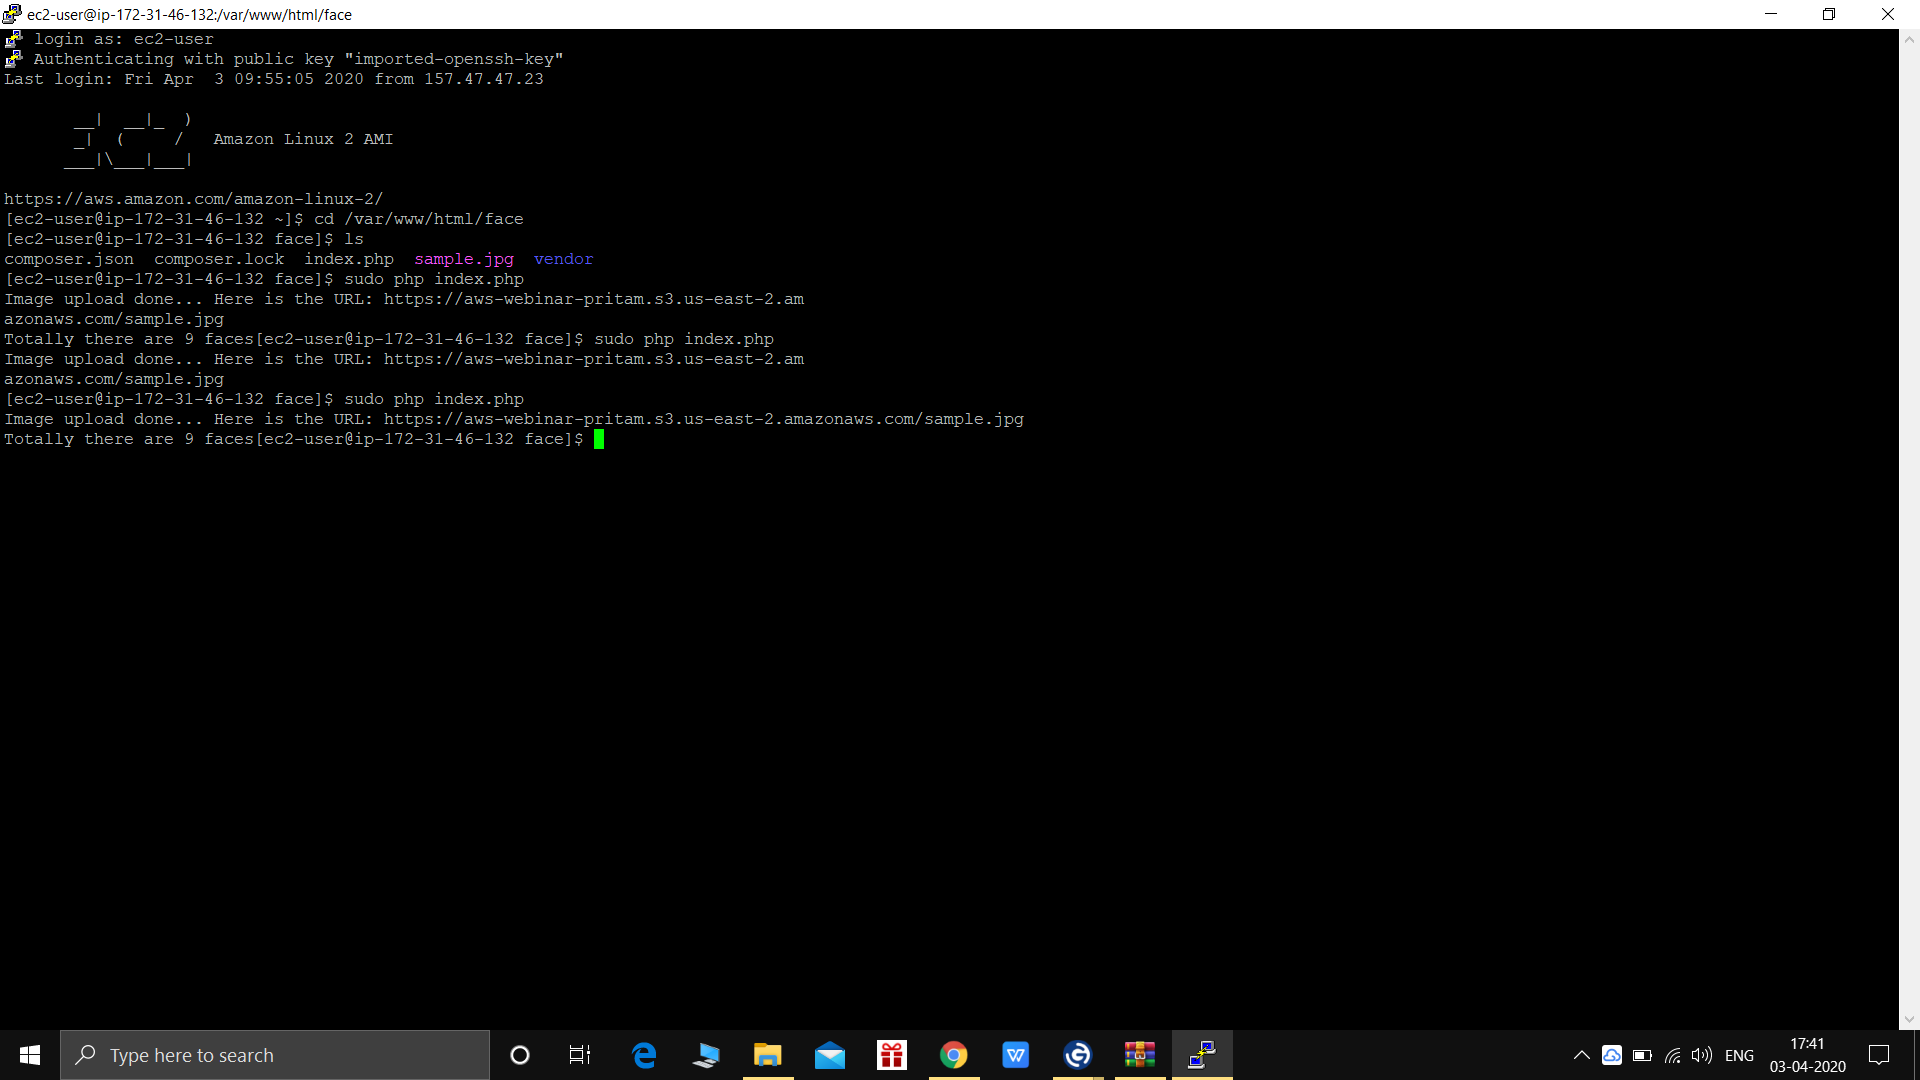 ec2-user@ip-172-31-46-132:/var/www/html/face
login as: ec2-user
Authenticating with public key "imported-openssh-key"
Last login: Fri Apr  3 09:55:05 2020 from 157.47.47.23
       __|  __|_  )
       _|  (     /   Amazon Linux 2 AMI
      ___|\___|___|
https://aws.amazon.com/amazon-linux-2/
[ec2-user@ip-172-31-46-132 ~]$ cd /var/www/html/face
[ec2-user@ip-172-31-46-132 face]$ ls
composer.json  composer.lock  index.php  sample.jpg  vendor
[ec2-user@ip-172-31-46-132 face]$ sudo php index.php
Image upload done... Here is the URL: https://aws-webinar-pritam.s3.us-east-2.am
azonaws.com/sample.jpg
Totally there are 9 faces[ec2-user@ip-172-31-46-132 face]$ sudo php index.php
Image upload done... Here is the URL: https://aws-webinar-pritam.s3.us-east-2.am
azonaws.com/sample.jpg
[ec2-user@ip-172-31-46-132 face]$ sudo php index.php
Image upload done... Here is the URL: https://aws-webinar-pritam.s3.us-east-2.amazonaws.com/sample.jpg
Totally there are 9 faces[ec2-user@ip-172-31-46-132 face]$
Type here to search
W
G
ENG
17:41
03-04-2020